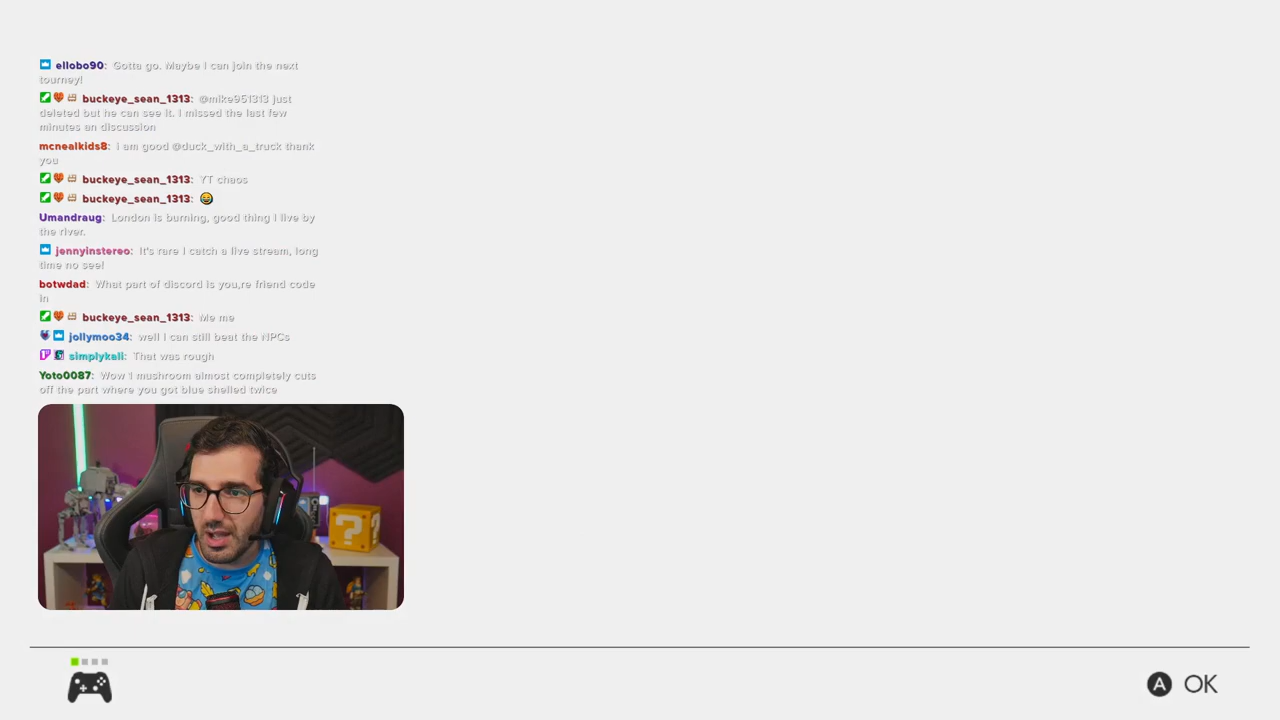 ellobo90: Gotta go. Maybe I can join the next
tourney!
buckeye_sean_1313: @mike951313 just
deleted but he can see it. I missed the last few
minutes an discussion
mcnealkids8: i am good @duck_with_a_truck thank
you
buckeye_sean_1313: YT chaos
buckeye_sean_1313: 😂
Umandraug: London is burning, good thing I live by
the river.
jennyinstereo: It's rare I catch a live stream, long
time no see!
botwdad: What part of discord is you,re friend code
in
buckeye_sean_1313: Me me
jollymoo34: well I can still beat the NPCs
simplykali: That was rough
Yoto0087: Wow 1 mushroom almost completely cuts
off the part where you got blue shelled twice
?
A OK